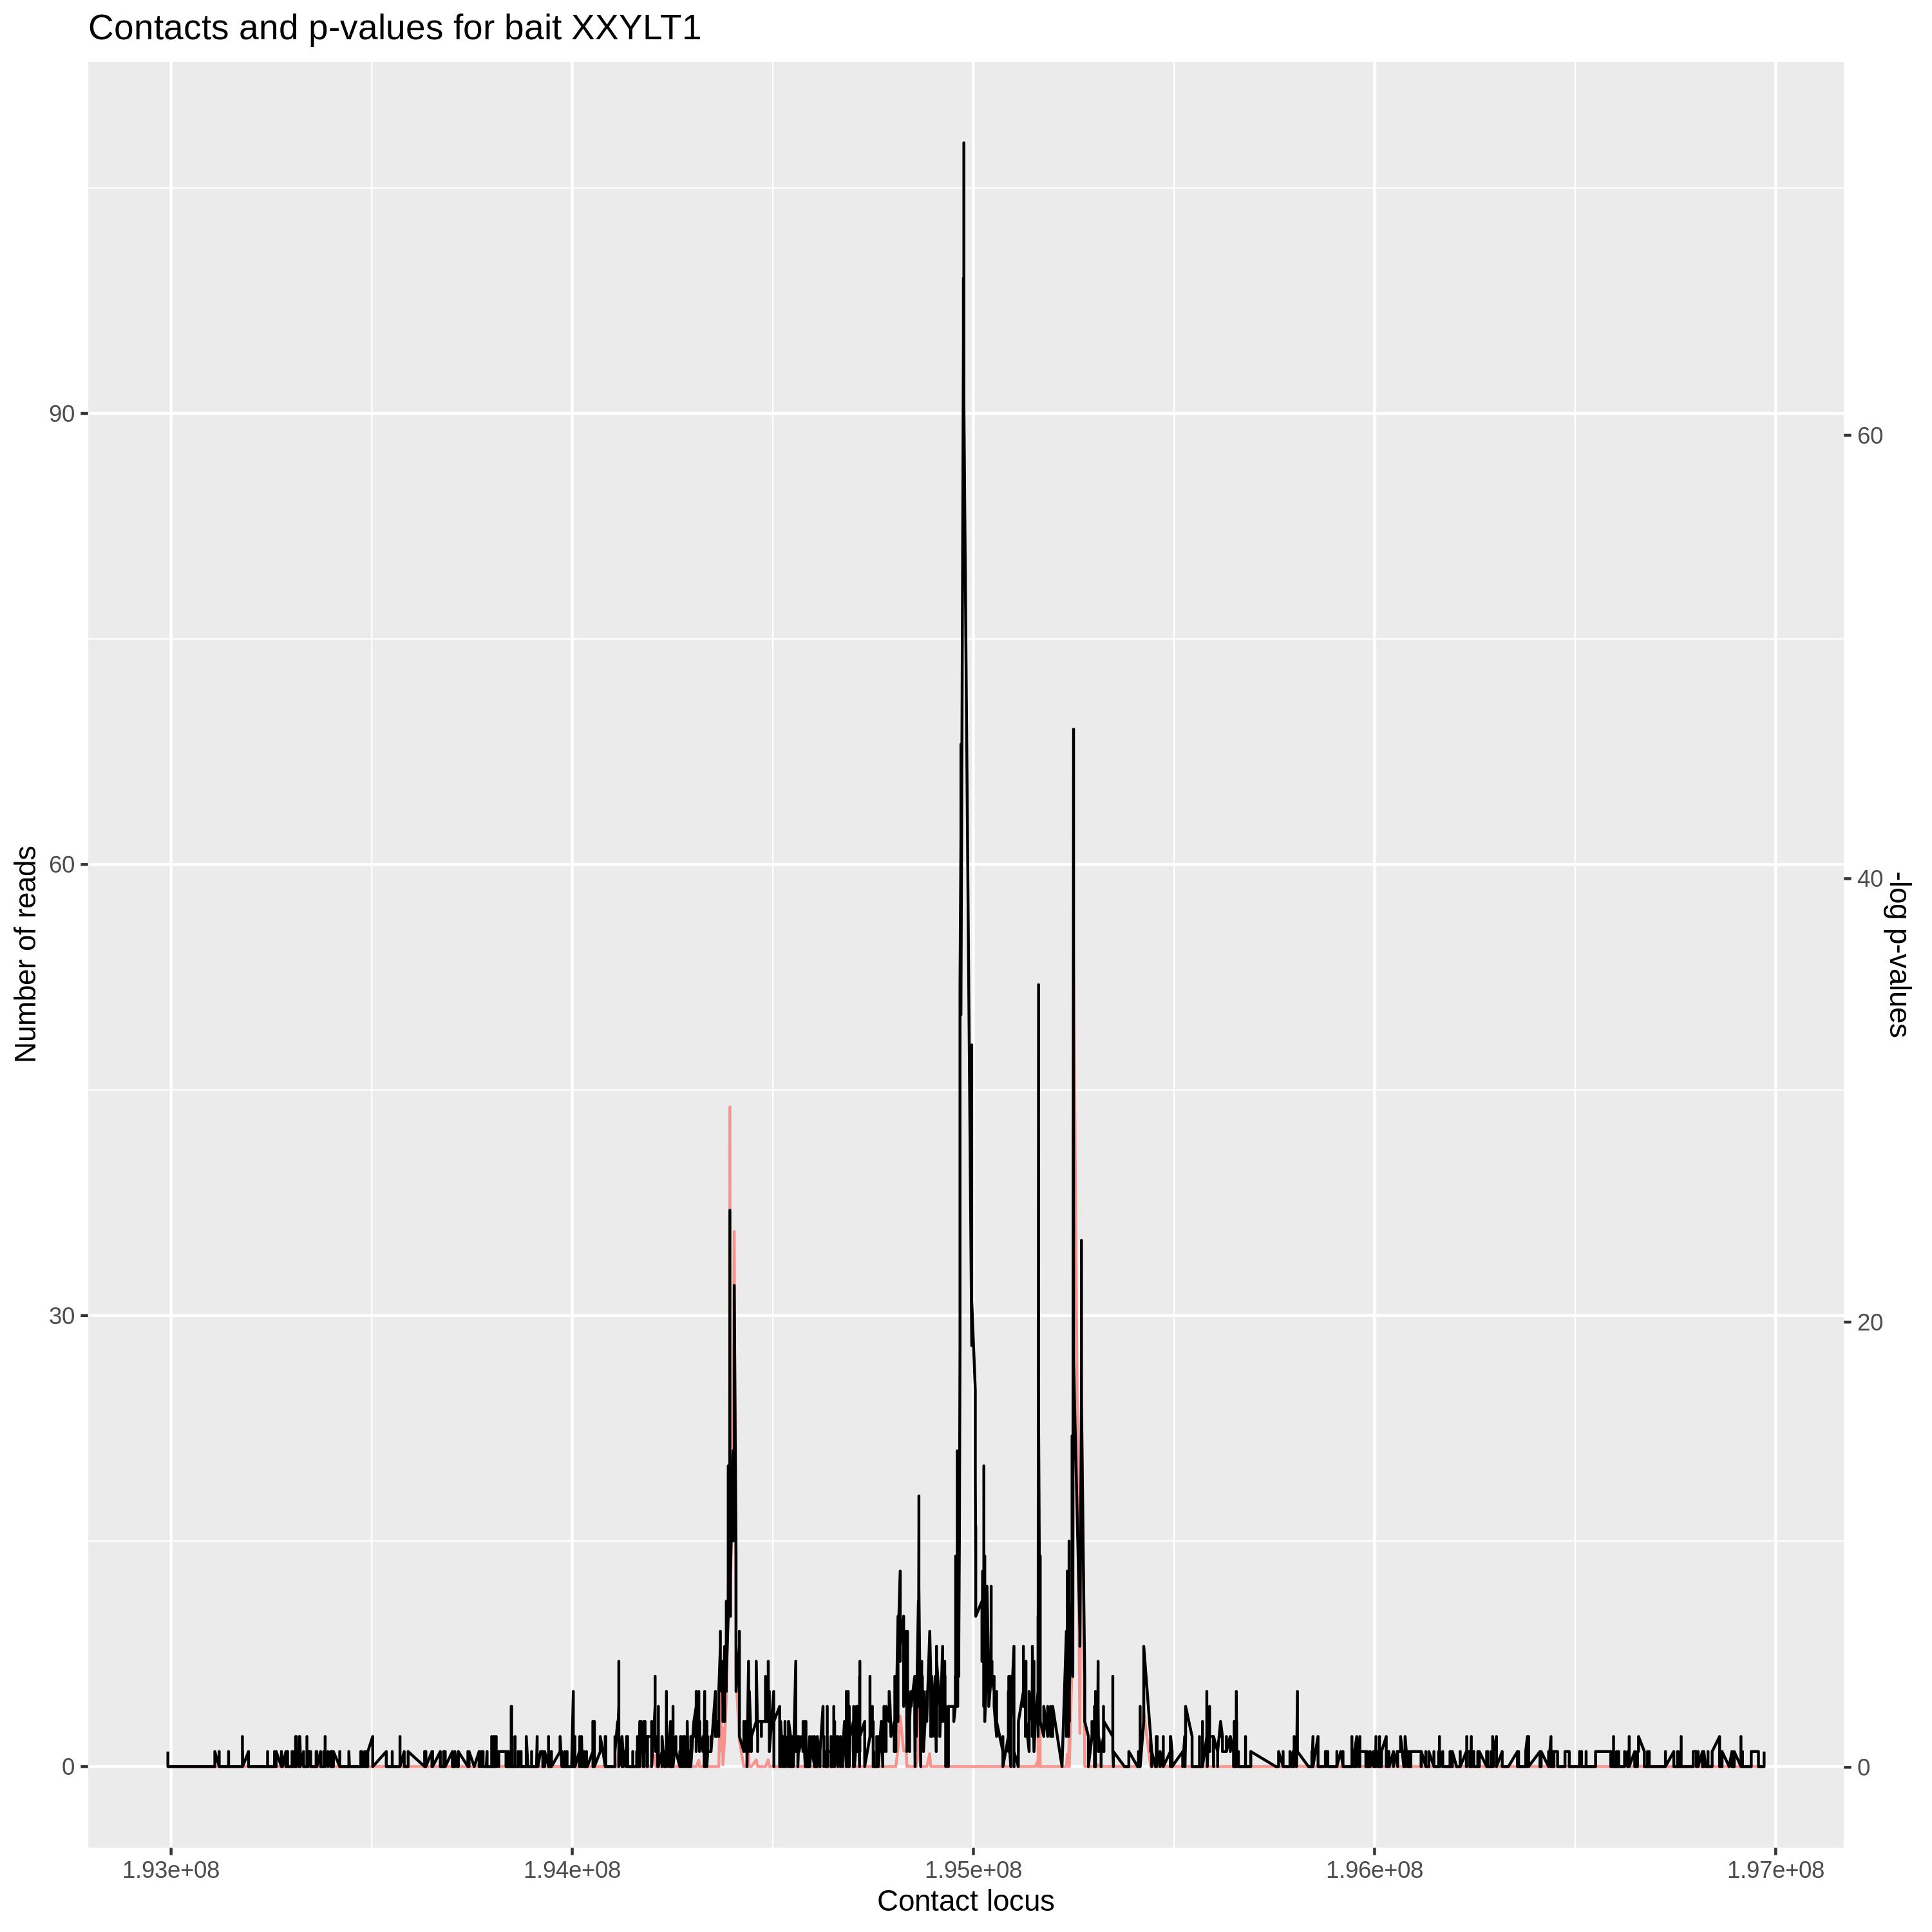 Contacts and p-values for bait XXYLT1
90
60
30
0
Number of reads
60
40
20
0
-log p-values
1.93e+08 1.94e+08 1.95e+08 1.96e+08 1.97e+08
Contact locus